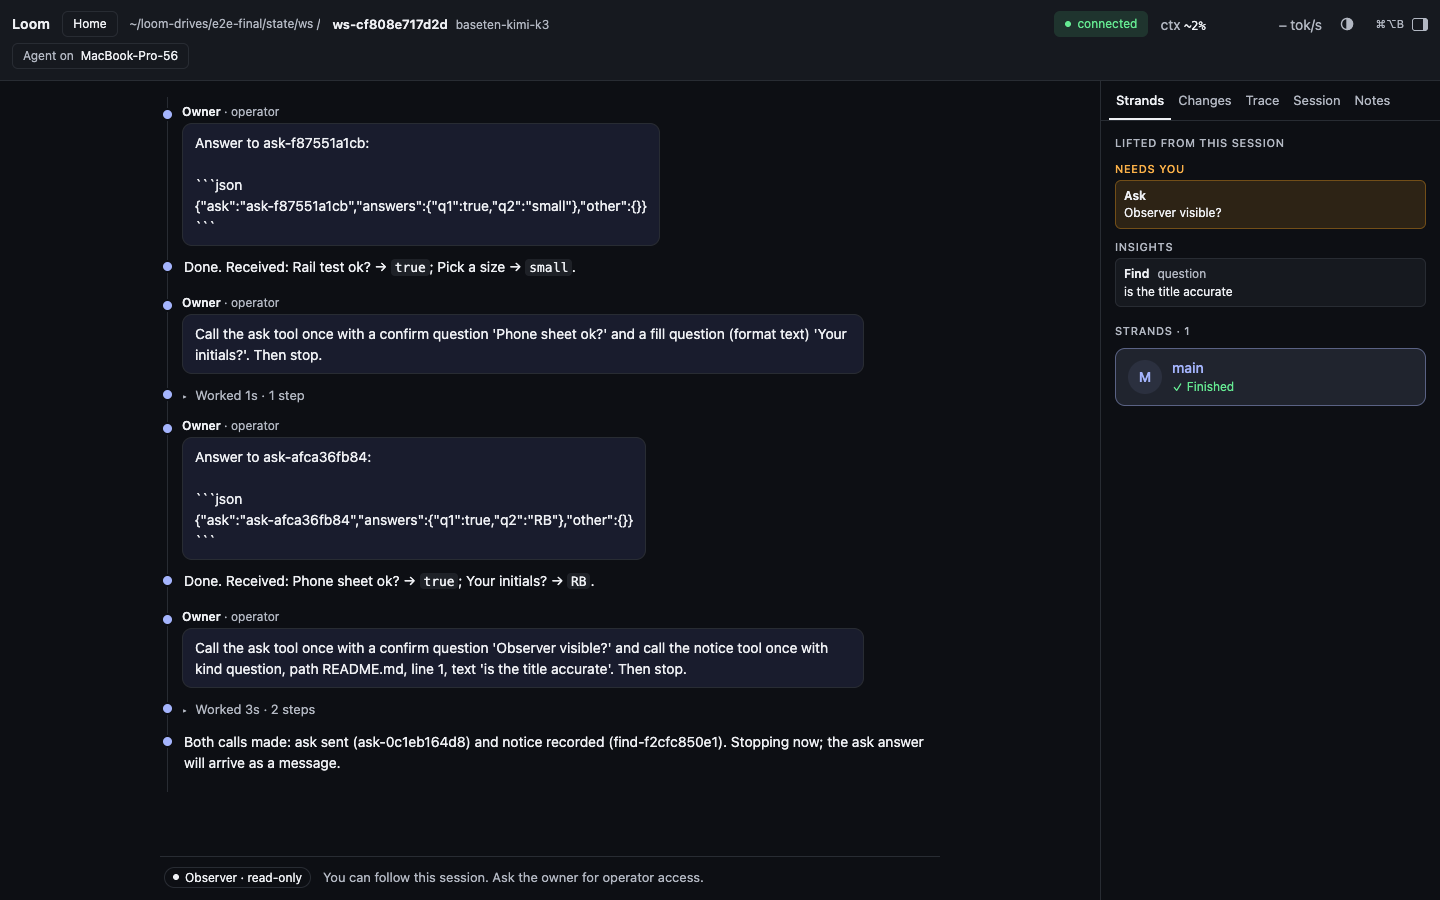 Loom Home ~/loom-drives/e2e-final/state/ws / ws-cf808e717d2d baseten-kimi-k3 connected ctx ~2% – tok/s ⌘⌥B
Agent on MacBook-Pro-56
Owner · operator
Answer to ask-f87551a1cb:
```json
{"ask":"ask-f87551a1cb","answers":{"q1":true,"q2":"small"},"other":{}}
```
Done. Received: Rail test ok? → true; Pick a size → small.
Owner · operator
Call the ask tool once with a confirm question 'Phone sheet ok?' and a fill question (format text) 'Your
initials?'. Then stop.
▸ Worked 1s · 1 step
Owner · operator
Answer to ask-afca36fb84:
```json
{"ask":"ask-afca36fb84","answers":{"q1":true,"q2":"RB"},"other":{}}
```
Done. Received: Phone sheet ok? → true; Your initials? → RB.
Owner · operator
Call the ask tool once with a confirm question 'Observer visible?' and call the notice tool once with
kind question, path README.md, line 1, text 'is the title accurate'. Then stop.
▸ Worked 3s · 2 steps
Both calls made: ask sent (ask-0c1eb164d8) and notice recorded (find-f2cfc850e1). Stopping now; the ask answer
will arrive as a message.
Observer · read-only You can follow this session. Ask the owner for operator access.
Strands Changes Trace Session Notes
LIFTED FROM THIS SESSION
NEEDS YOU
Ask
Observer visible?
INSIGHTS
Find question
is the title accurate
STRANDS · 1
M main
✓ Finished